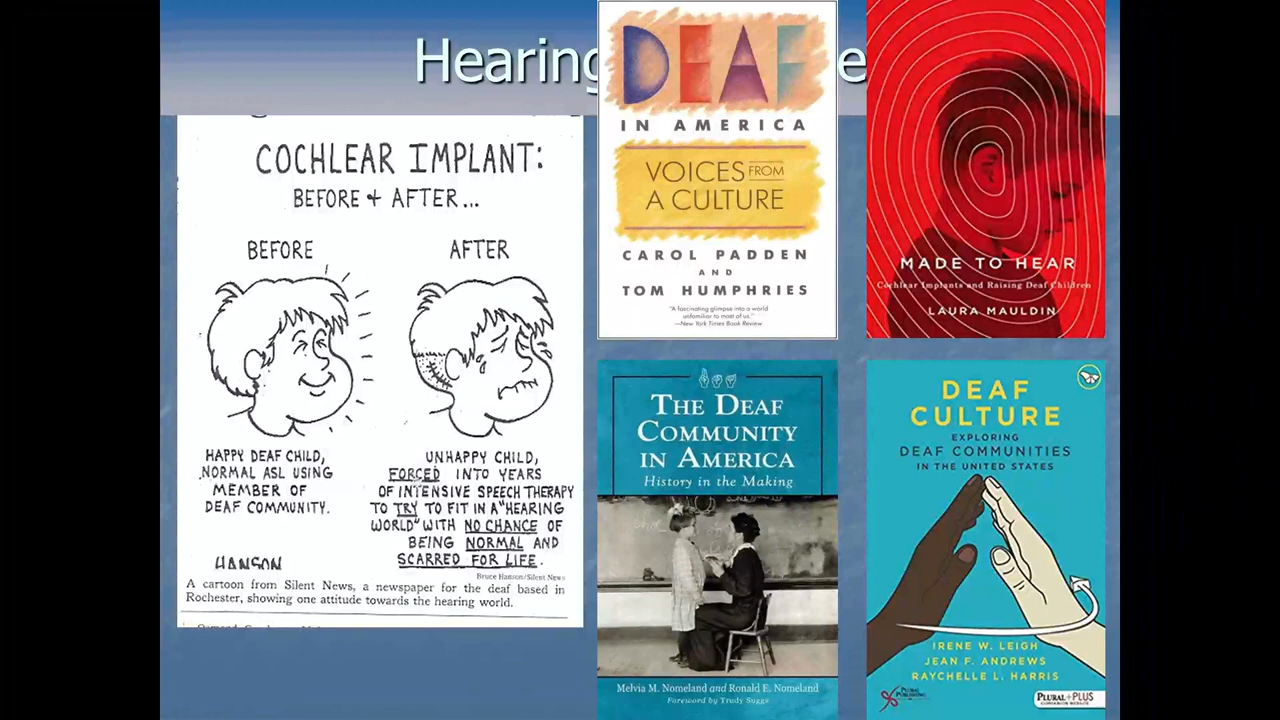 Hearing
COCHLEAR IMPLANT:
BEFORE & AFTER...
BEFORE
AFTER
HAPPY DEAF CHILD,
NORMAL ASL USING
MEMBER OF
DEAF COMMUNITY.
UNHAPPY CHILD,
FORCED INTO YEARS
OF INTENSIVE SPEECH THERAPY
TO TRY TO FIT IN A "HEARING
WORLD" WITH NO CHANCE OF
BEING NORMAL AND
SCARRED FOR LIFE.
HANSON
Bruce Hanson/Silent News
A cartoon from Silent News, a newspaper for the deaf based in
Rochester, showing one attitude towards the hearing world.
DEAF
IN AMERICA
VOICES FROM
A CULTURE
CAROL PADDEN
AND
TOM HUMPHRIES
"A fascinating glimpse into a world
unfamiliar to most of us."
—New York Times Book Review
MADE TO HEAR
Cochlear Implants and Raising Deaf Children
LAURA MAULDIN
THE DEAF
COMMUNITY
IN AMERICA
History in the Making
Melvia M. Nomeland and Ronald E. Nomeland
Foreword by Trudy Suggs
DEAF
CULTURE
EXPLORING
DEAF COMMUNITIES
IN THE UNITED STATES
IRENE W. LEIGH
JEAN F. ANDREWS
RAYCHELLE L. HARRIS
PLURAL
PUBLISHING
PLURAL+PLUS
COMPANION WEBSITE